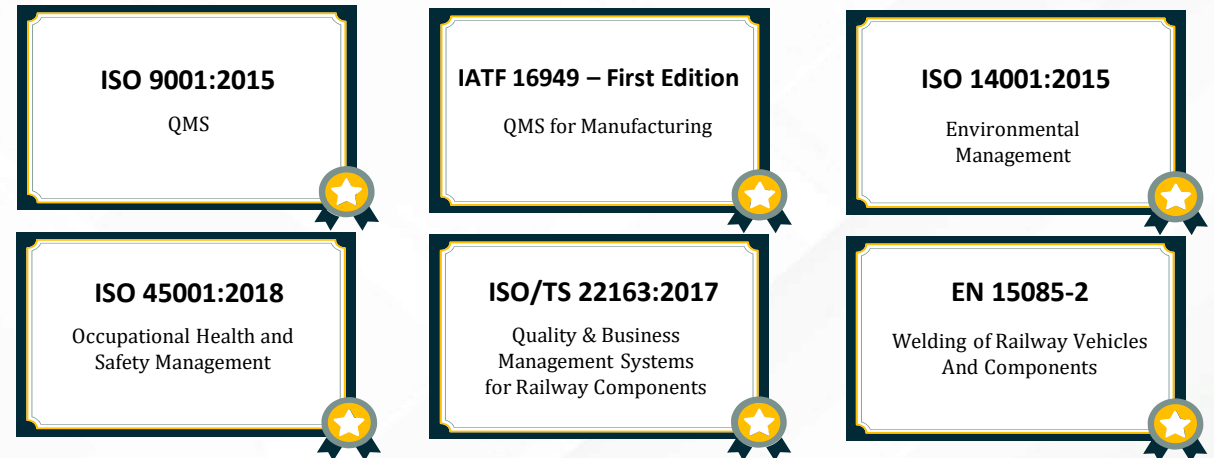 ISO 9001:2015
QMS
IATF 16949 – First Edition
QMS for Manufacturing
ISO 14001:2015
Environmental
Management
ISO 45001:2018
Occupational Health and
Safety Management
ISO/TS 22163:2017
Quality & Business
Management Systems
for Railway Components
EN 15085-2
Welding of Railway Vehicles
And Components